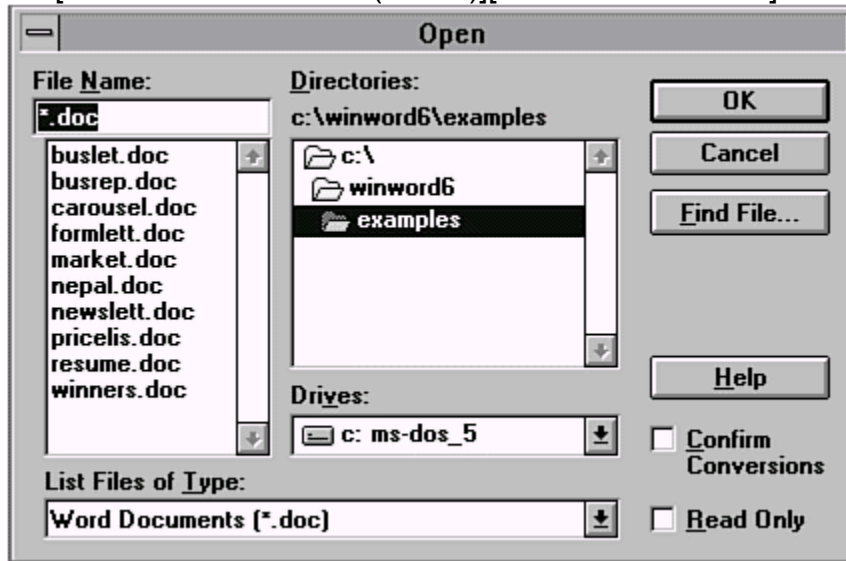 Open
File Name:
*.doc
buslet.doc
busrep.doc
carousel.doc
formlett.doc
market.doc
nepal.doc
newslett.doc
pricelis.doc
resume.doc
winners.doc
List Files of Type:
Word Documents (*.doc)
Directories:
c:\winword6\examples
c:\
winword6
examples
Drives:
c: ms-dos_5
OK
Cancel
Find File...
Help
Confirm
Conversions
Read Only